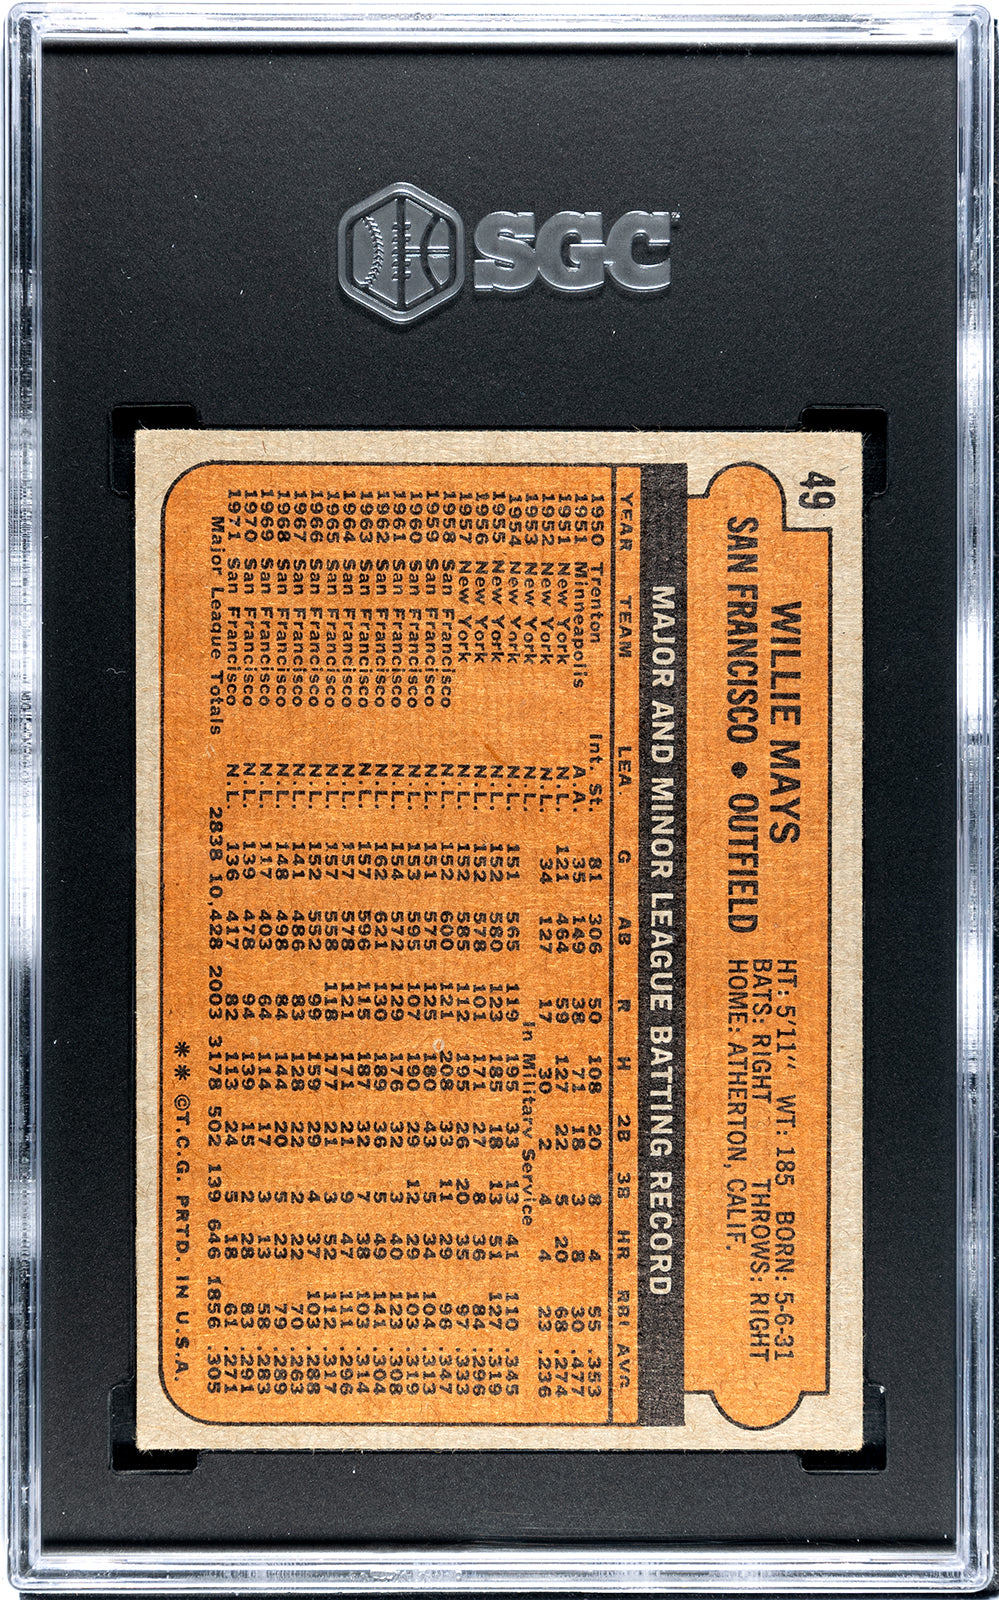 SGC
49
WILLIE MAYS
SAN FRANCISCO ● OUTFIELD
HT: 5'11" WT: 185 BORN: 5-6-31
BATS: RIGHT THROWS: RIGHT
HOME: ATHERTON, CALIF.
MAJOR AND MINOR LEAGUE BATTING RECORD
YEAR TEAM LEA. G AB R H 2B 3B HR RBI AVG.
1950 Trenton Int. St. 81 306 50 108 20 8 4 55 .353
1951 Minneapolis A.A. 35 149 38 71 18 3 8 30 .477
1951 New York N.L. 121 464 59 127 22 5 20 68 .274
1952 New York N.L. 34 127 17 30 2 4 4 23 .236
1953 New York In Military Service
1954 New York N.L. 151 565 119 195 33 13 41 110 .345
1955 New York N.L. 152 580 123 185 18 13 51 127 .319
1956 New York N.L. 152 578 101 171 27 8 36 84 .296
1957 New York N.L. 152 585 112 195 26 20 35 97 .333
1958 San Francisco N.L. 152 600 121 208 33 11 29 96 .347
1959 San Francisco N.L. 151 575 125 180 43 5 34 104 .313
1960 San Francisco N.L. 153 595 107 190 29 12 29 103 .319
1961 San Francisco N.L. 154 572 129 176 32 3 40 123 .308
1962 San Francisco N.L. 162 621 130 189 36 5 49 141 .304
1963 San Francisco N.L. 157 596 115 187 32 7 38 103 .314
1964 San Francisco N.L. 157 578 121 171 21 9 47 111 .296
1965 San Francisco N.L. 157 558 118 177 21 5 52 112 .317
1966 San Francisco N.L. 152 552 99 159 29 4 37 103 .288
1967 San Francisco N.L. 141 486 83 128 22 2 22 70 .263
1968 San Francisco N.L. 148 498 84 144 20 5 23 79 .289
1969 San Francisco N.L. 117 403 64 114 17 3 13 58 .283
1970 San Francisco N.L. 139 478 94 139 15 2 28 83 .291
1971 San Francisco N.L. 136 417 82 113 24 5 18 61 .271
Major League Totals 2838 10,428 2003 3178 502 139 646 1856 .305
** ©T.C.G. PRTD. IN U.S.A.